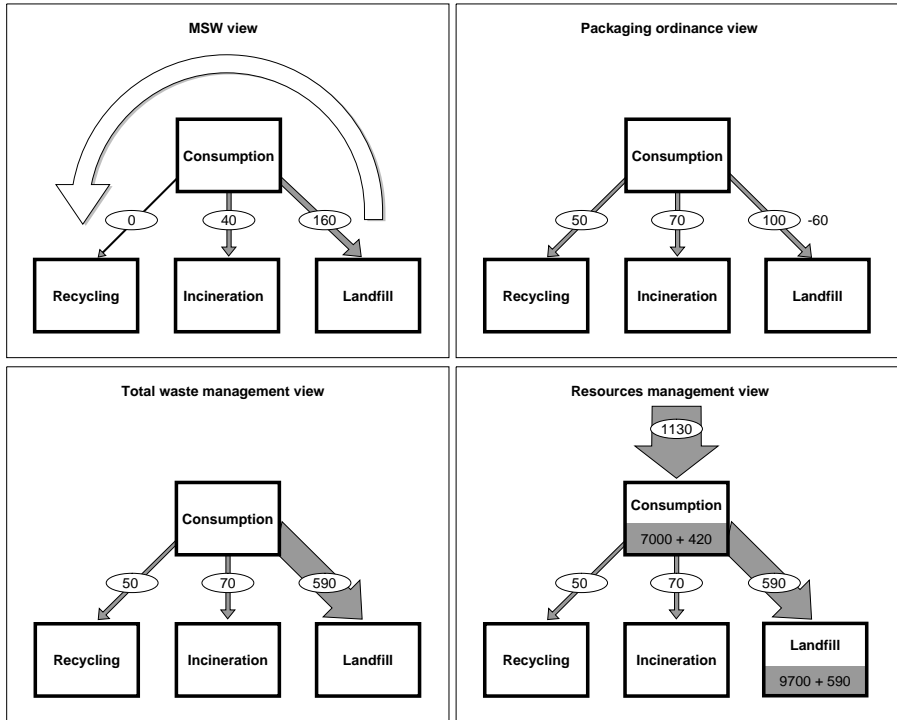 MSW view
Consumption
0
40
160
Recycling
Incineration
Landfill
Packaging ordinance view
Consumption
50
70
100 -60
Recycling
Incineration
Landfill
Total waste management view
Consumption
50
70
590
Recycling
Incineration
Landfill
Resources management view
1130
Consumption
7000 + 420
50
70
590
Recycling
Incineration
Landfill
9700 + 590